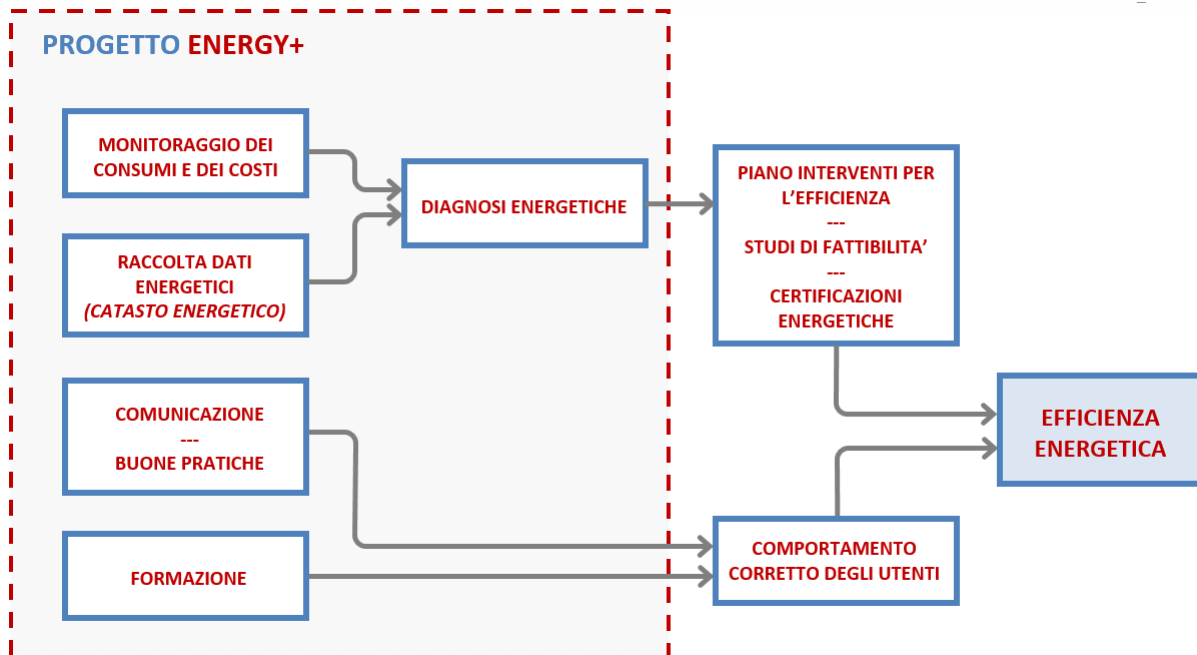 PROGETTO ENERGY+
MONITORAGGIO DEI
CONSUMI E DEI COSTI
RACCOLTA DATI
ENERGETICI
(CATASTO ENERGETICO)
DIAGNOSI ENERGETICHE
PIANO INTERVENTI PER
L’EFFICIENZA
---
STUDI DI FATTIBILITA’
---
CERTIFICAZIONI
ENERGETICHE
COMUNICAZIONE
---
BUONE PRATICHE
FORMAZIONE
COMPORTAMENTO
CORRETTO DEGLI UTENTI
EFFICIENZA
ENERGETICA